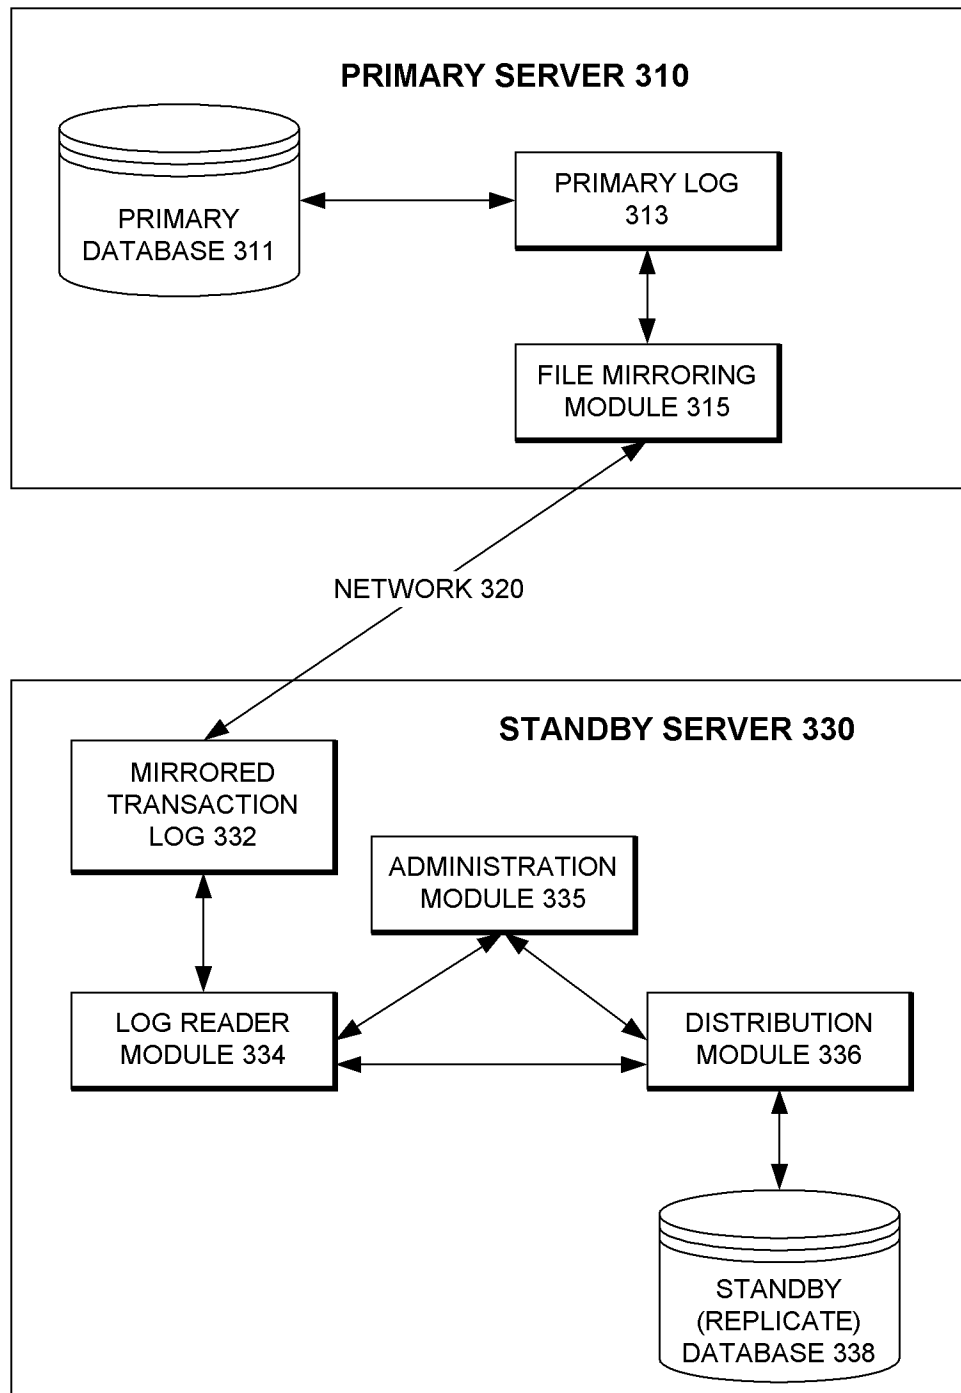 PRIMARY SERVER 310
PRIMARY
DATABASE 311
PRIMARY LOG
313
FILE MIRRORING
MODULE 315
NETWORK 320
STANDBY SERVER 330
MIRRORED
TRANSACTION
LOG 332
ADMINISTRATION
MODULE 335
LOG READER
MODULE 334
DISTRIBUTION
MODULE 336
STANDBY
(REPLICATE)
DATABASE 338